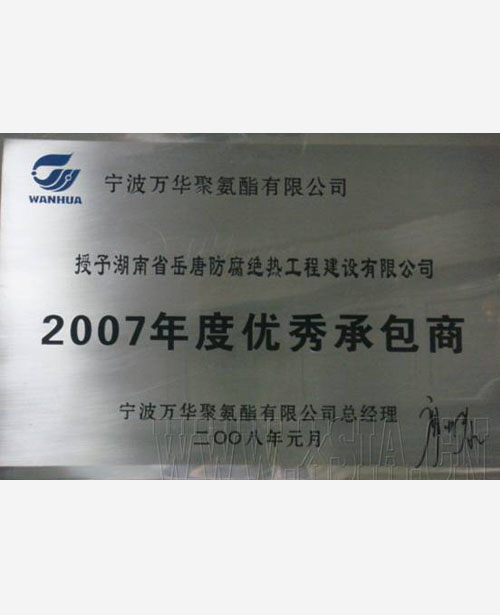 WANHUA
宁波万华聚氨酯有限公司
授予湖南省岳唐防腐绝热工程建设有限公司
2007年度优秀承包商
宁波万华聚氨酯有限公司总经理
二〇〇八年元月